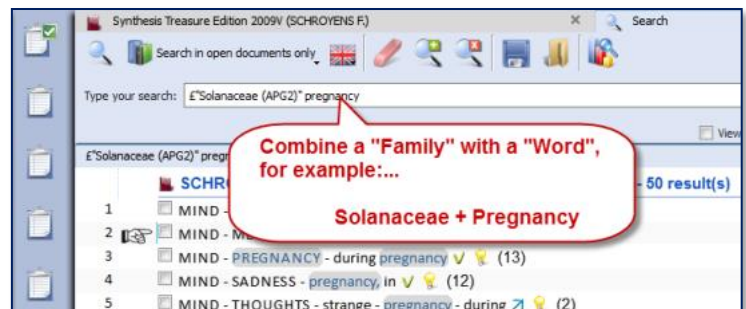 Synthesis Treasure Edition 2009V (SCHROYENS F.) Search
Search in open documents only
Type your search: £"Solanaceae (APG2)" pregnancy
View
£"Solanaceae (APG2)" pregn
Combine a "Family" with a "Word",
for example:...
Solanaceae + Pregnancy
SCHRO - 50 result(s)
1 MIND -
2 MIND - M
3 MIND - PREGNANCY - during pregnancy (13)
4 MIND - SADNESS - pregnancy, in (12)
5 MIND - THOUGHTS - strange - pregnancy - during (2)